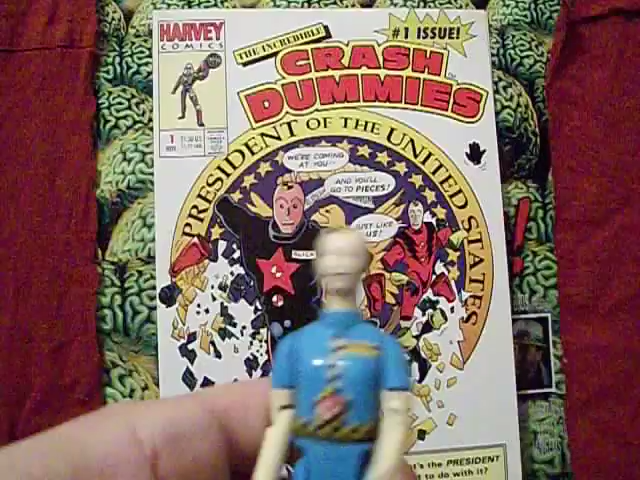 HARVEY
COMICS
#1 ISSUE!
THE INCREDIBLE
CRASH
DUMMIES
1
PRESIDENT OF THE UNITED STATES
WE'RE COMING
AT YOU--
AND YOU'LL
GO TO PIECES!
JUST LIKE
US!
SLICK
t's the PRESIDENT
t to do with it?